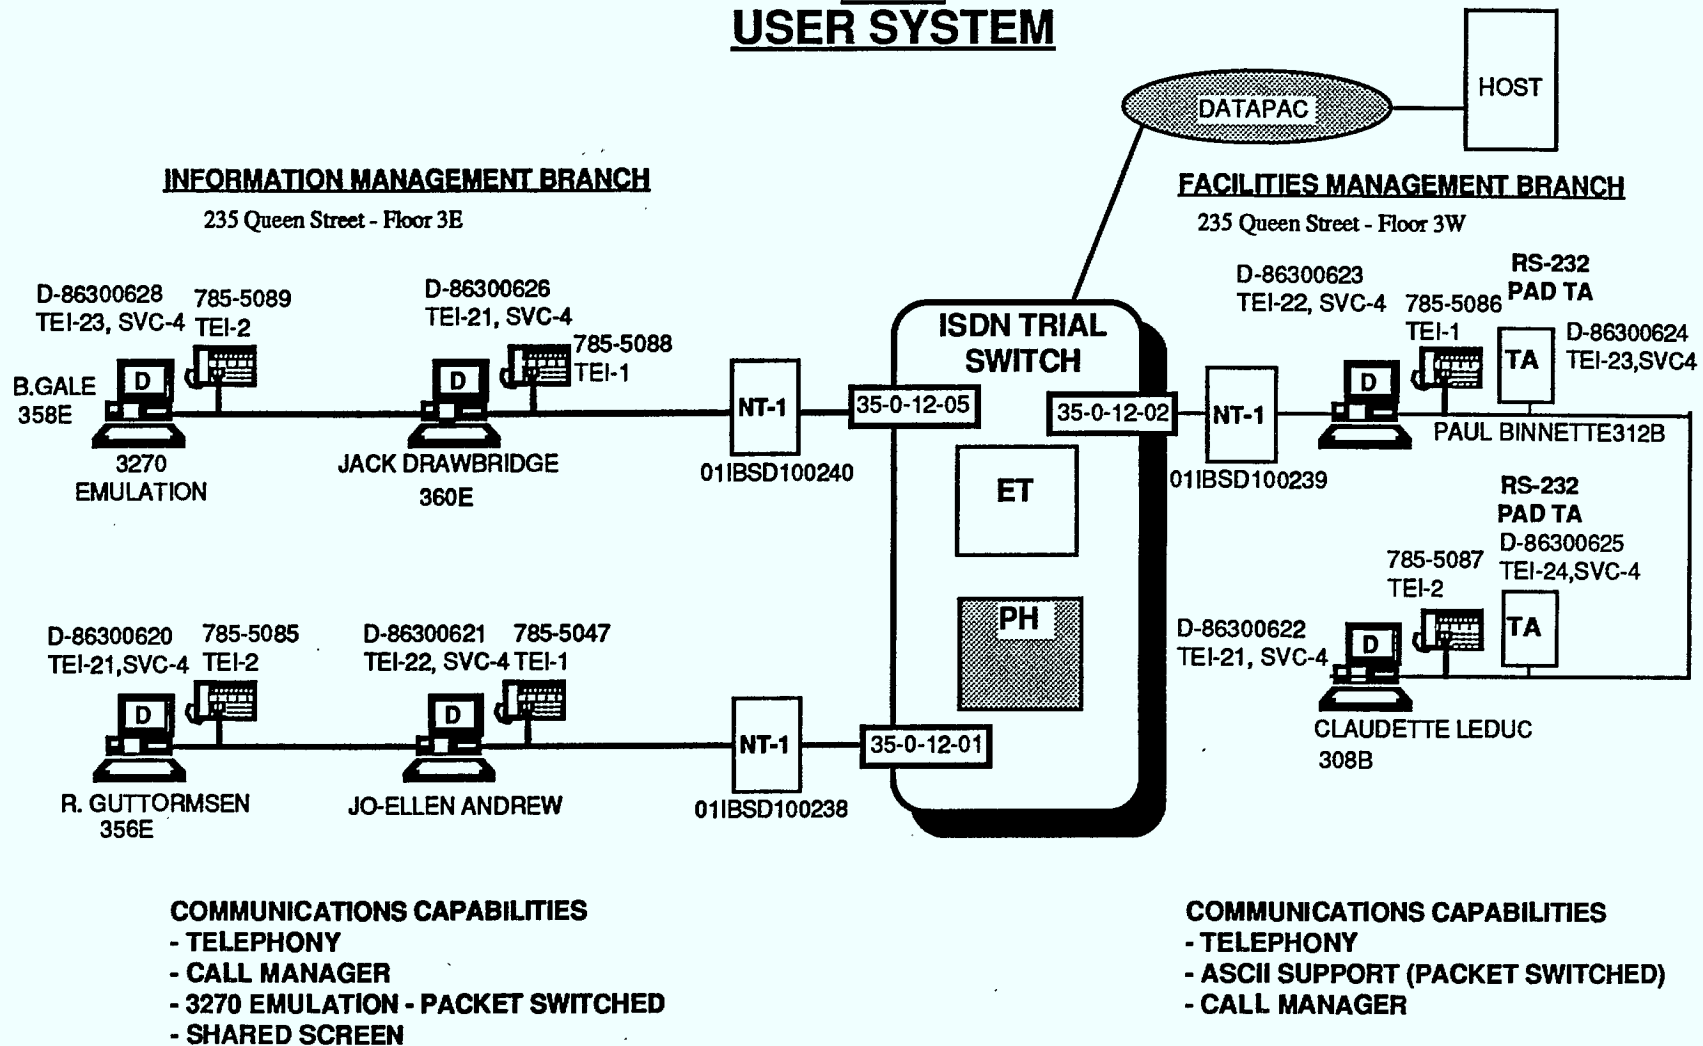 USER SYSTEM
HOST
DATAPAC
INFORMATION MANAGEMENT BRANCH
235 Queen Street - Floor 3E
FACILITIES MANAGEMENT BRANCH
235 Queen Street - Floor 3W
D-86300628
TEI-23, SVC-4
785-5089
TEI-2
D
B.GALE
358E
3270
EMULATION
D-86300626
TEI-21, SVC-4
785-5088
TEI-1
D
JACK DRAWBRIDGE
360E
NT-1
01IBSD100240
35-0-12-05
ISDN TRIAL
SWITCH
35-0-12-02
ET
PH
NT-1
01IBSD100239
D-86300623
TEI-22, SVC-4
785-5086
TEI-1
RS-232
PAD TA
TA
D-86300624
TEI-23,SVC4
D
PAUL BINNETTE312B
RS-232
PAD TA
D-86300625
TEI-24,SVC-4
785-5087
TEI-2
TA
D-86300622
TEI-21, SVC-4
D
CLAUDETTE LEDUC
308B
D-86300620
TEI-21,SVC-4
785-5085
TEI-2
D
R. GUTTORMSEN
356E
D-86300621
TEI-22, SVC-4
785-5047
TEI-1
D
JO-ELLEN ANDREW
NT-1
01IBSD100238
35-0-12-01
COMMUNICATIONS CAPABILITIES
- TELEPHONY
- CALL MANAGER
- 3270 EMULATION - PACKET SWITCHED
- SHARED SCREEN
COMMUNICATIONS CAPABILITIES
- TELEPHONY
- ASCII SUPPORT (PACKET SWITCHED)
- CALL MANAGER